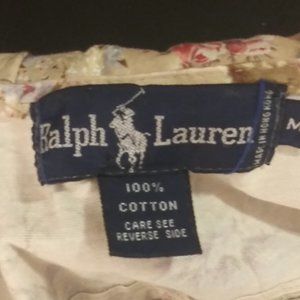 Ralph Lauren
MADE IN HONG KONG
M
100%
COTTON
CARE SEE
REVERSE SIDE